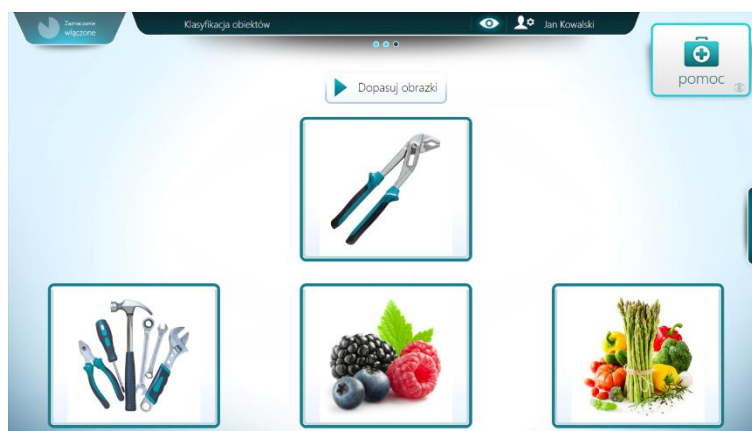 Zaznaczanie
włączone
Klasyfikacja obiektów
Jan Kowalski
pomoc
Dopasuj obrazki